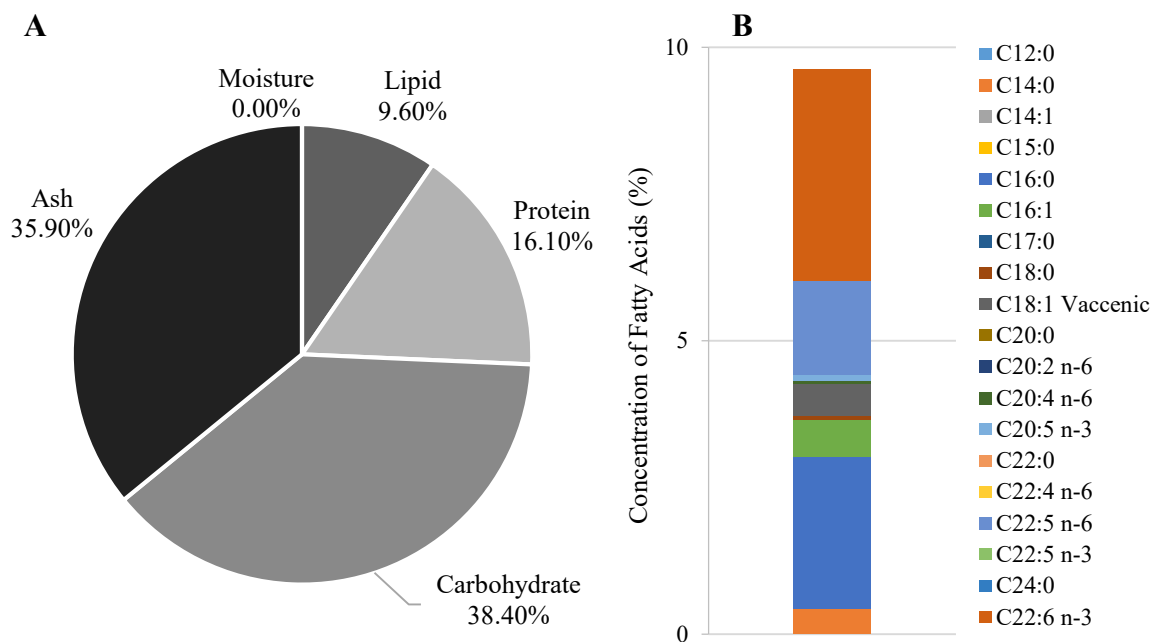 A
Moisture
0.00%
Lipid
9.60%
Ash
35.90%
Protein
16.10%
Carbohydrate
38.40%
B
Concentration of Fatty Acids (%)
10
5
0
C12:0
C14:0
C14:1
C15:0
C16:0
C16:1
C17:0
C18:0
C18:1 Vaccenic
C20:0
C20:2 n-6
C20:4 n-6
C20:5 n-3
C22:0
C22:4 n-6
C22:5 n-6
C22:5 n-3
C24:0
C22:6 n-3